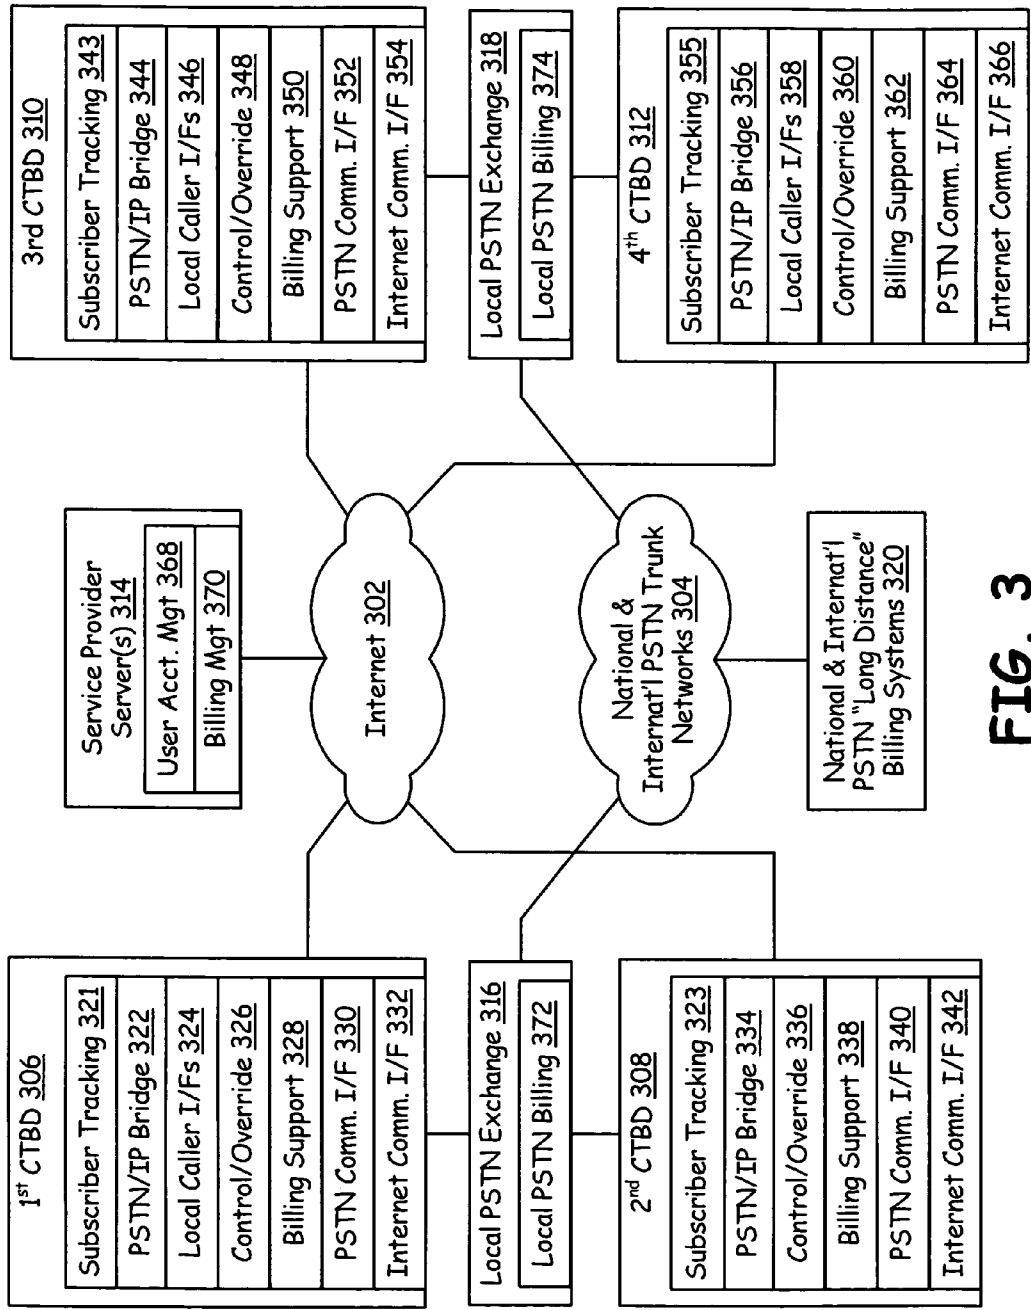 1st CTBD 306
Subscriber Tracking 321
PSTN/IP Bridge 322
Local Caller I/Fs 324
Control/Override 326
Billing Support 328
PSTN Comm. I/F 330
Internet Comm. I/F 332
Local PSTN Exchange 316
Local PSTN Billing 372
2nd CTBD 308
Subscriber Tracking 323
PSTN/IP Bridge 334
Control/Override 336
Billing Support 338
PSTN Comm. I/F 340
Internet Comm. I/F 342
Service Provider
Server(s) 314
User Acct. Mgt 368
Billing Mgt 370
Internet 302
National &
Internat'l PSTN Trunk
Networks 304
National & Internat'l
PSTN "Long Distance"
Billing Systems 320
3rd CTBD 310
Subscriber Tracking 343
PSTN/IP Bridge 344
Local Caller I/Fs 346
Control/Override 348
Billing Support 350
PSTN Comm. I/F 352
Internet Comm. I/F 354
Local PSTN Exchange 318
Local PSTN Billing 374
4th CTBD 312
Subscriber Tracking 355
PSTN/IP Bridge 356
Local Caller I/Fs 358
Control/Override 360
Billing Support 362
PSTN Comm. I/F 364
Internet Comm. I/F 366
FIG. 3